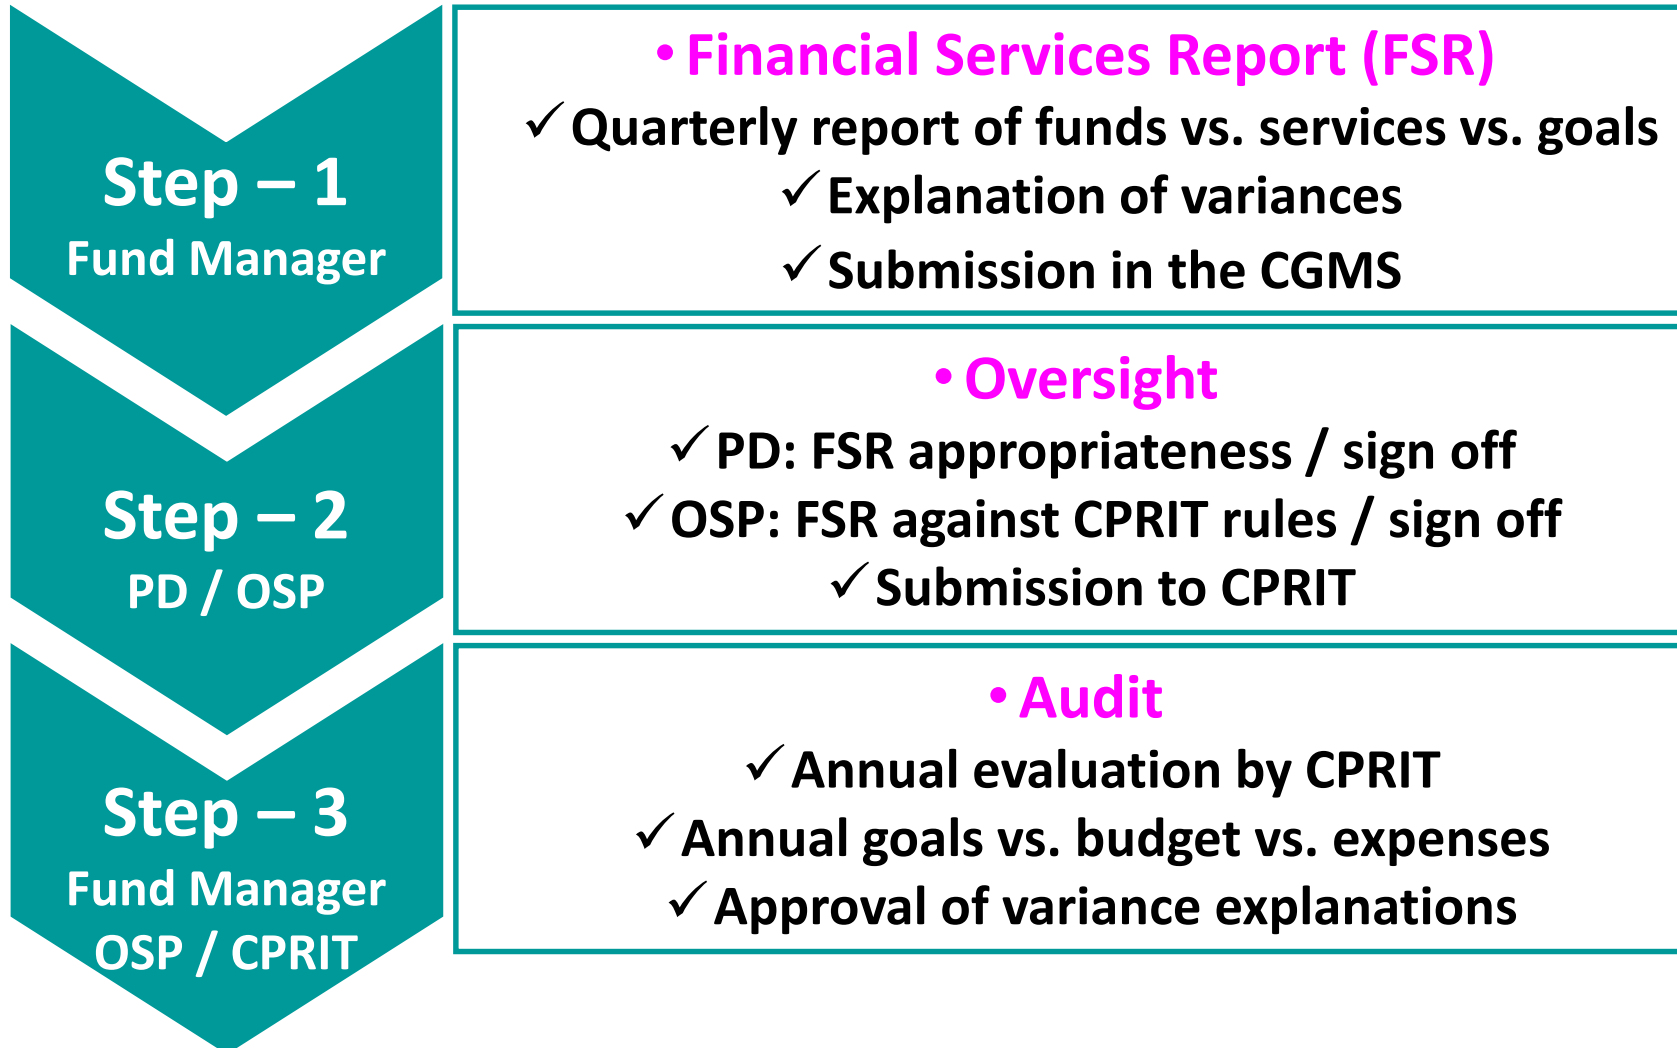 Step – 1
Fund Manager
• Financial Services Report (FSR)
✓ Quarterly report of funds vs. services vs. goals
✓ Explanation of variances
✓ Submission in the CGMS
Step – 2
PD / OSP
• Oversight
✓ PD: FSR appropriateness / sign off
✓ OSP: FSR against CPRIT rules / sign off
✓ Submission to CPRIT
Step – 3
Fund Manager
OSP / CPRIT
• Audit
✓ Annual evaluation by CPRIT
✓ Annual goals vs. budget vs. expenses
✓ Approval of variance explanations